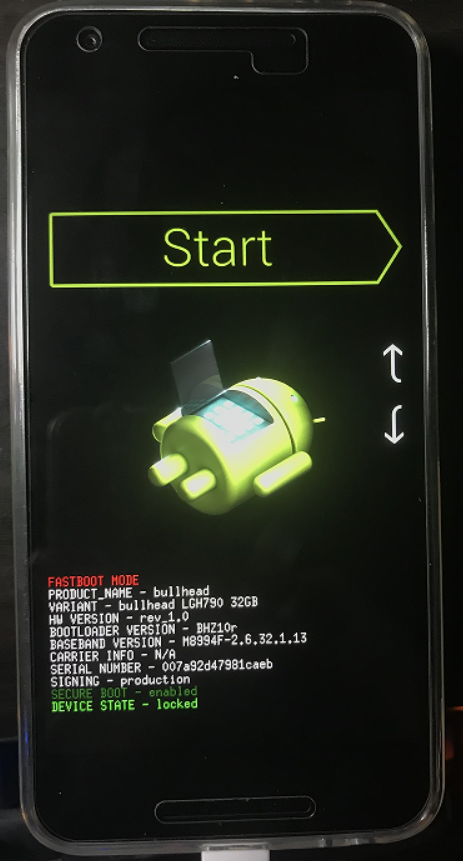 Start
FASTBOOT MODE
PRODUCT_NAME - bullhead
VARIANT - bullhead LGH790 32GB
HW VERSION - rev_1.0
BOOTLOADER VERSION - BHZ10r
BASEBAND VERSION - M8994F-2.6.32.1.13
CARRIER INFO - N/A
SERIAL NUMBER - 007a92d47981caeb
SIGNING - production
SECURE BOOT - enabled
DEVICE STATE - locked